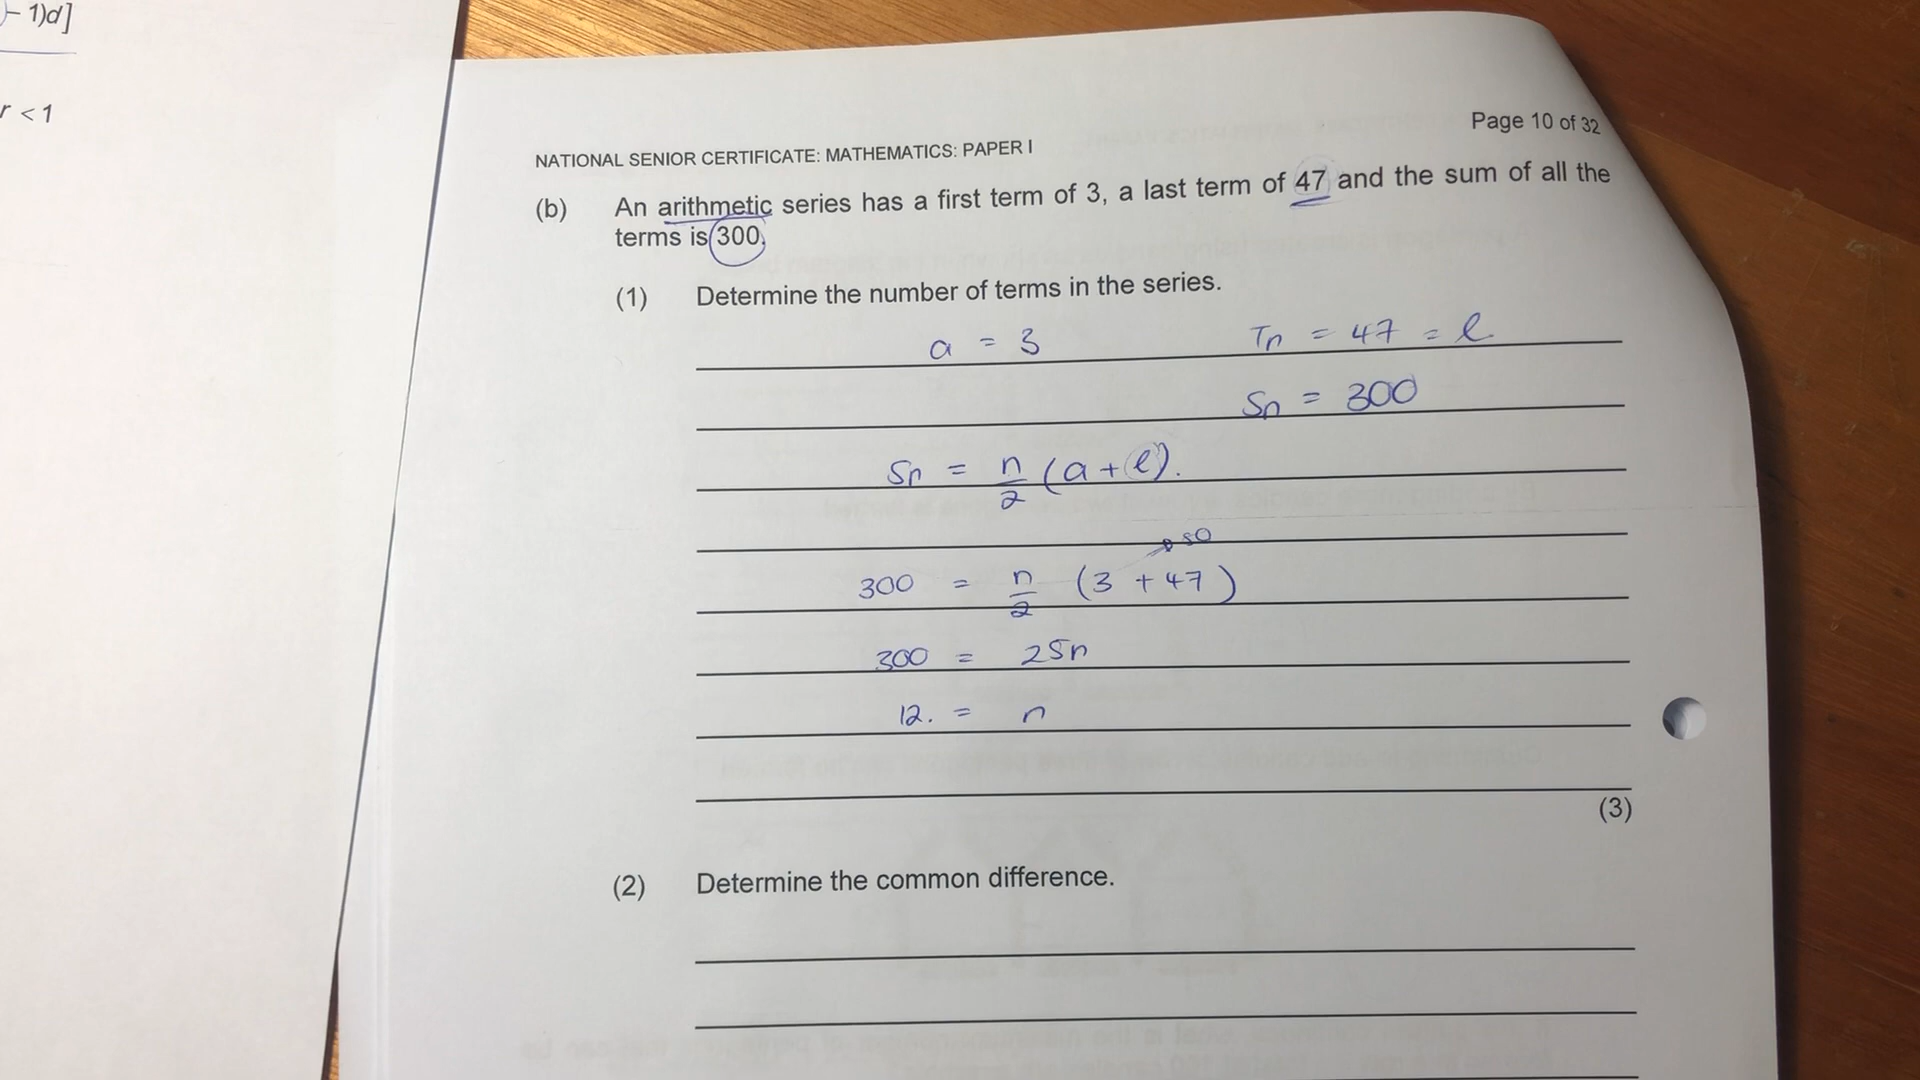 - 1)d]
r < 1
Page 10 of 32
NATIONAL SENIOR CERTIFICATE: MATHEMATICS: PAPER I
(b) An arithmetic series has a first term of 3, a last term of 47 and the sum of all the
terms is 300.
(1) Determine the number of terms in the series.
a = 3 Tn = 47 = l
Sn = 300
Sn = n/2 (a + l).
50
300 = n/2 (3 + 47)
300 = 25n
12. = n
(3)
(2) Determine the common difference.